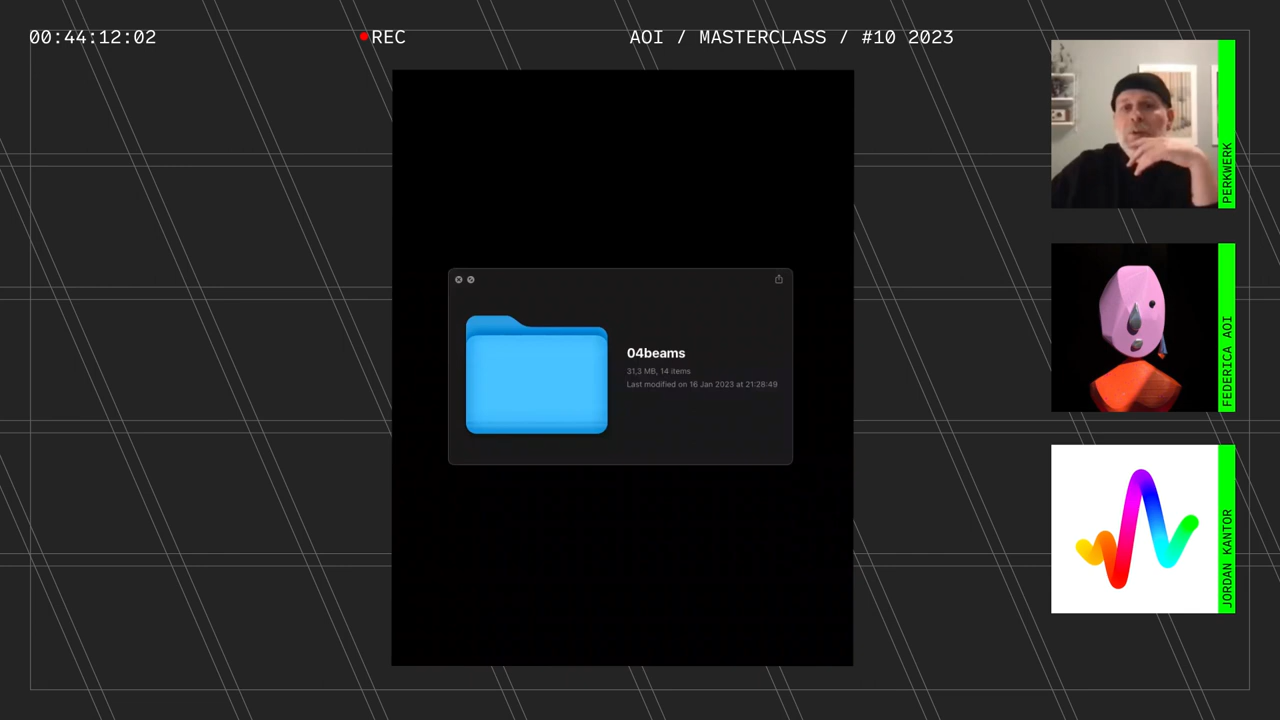 00:44:12:02
REC
AOI / MASTERCLASS / #10 2023
PERKWERK
04beams
31,3 MB, 14 items
Last modified on 16 Jan 2023 at 21:28:49
FEDERICA AOI
JORDAN KANTOR